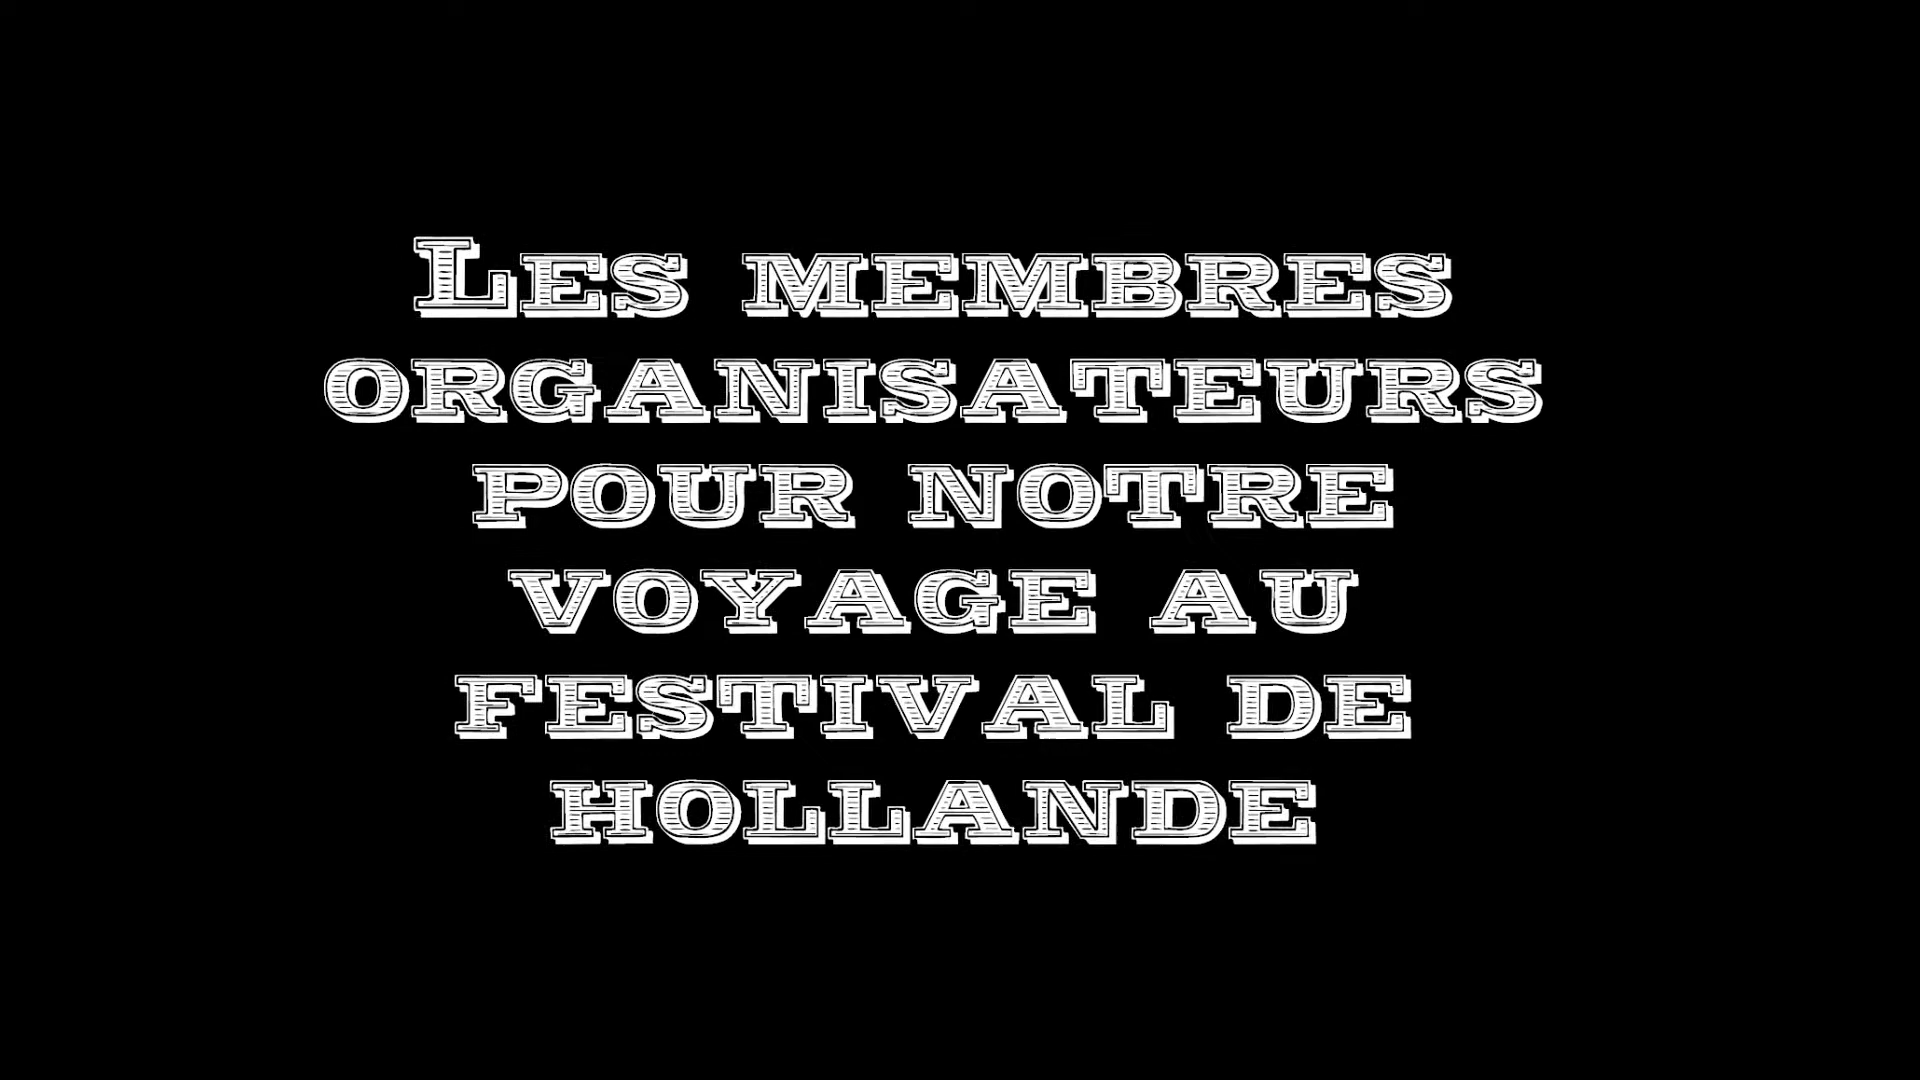 Les membres
organisateurs
pour notre
voyage au
festival de
hollande